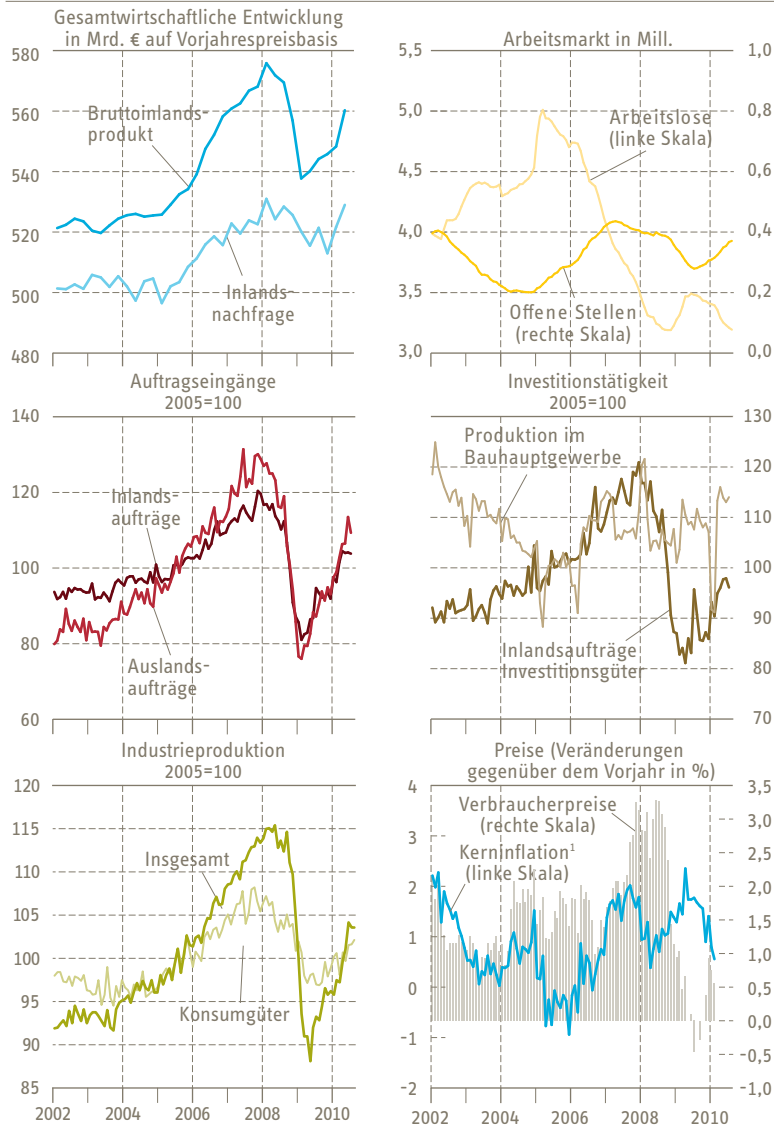 Gesamtwirtschaftliche Entwicklung
in Mrd. € auf Vorjahrespreisbasis
580
560
540
520
500
480
Bruttoinlands-
produkt
Inlands-
nachfrage
Arbeitsmarkt in Mill.
5,5
5,0
4,5
4,0
3,5
3,0
1,0
0,8
0,6
0,4
0,2
0,0
Arbeitslose
(linke Skala)
Offene Stellen
(rechte Skala)
2002
2004
2006
2008
2010
Auftragseingänge
2005=100
140
120
100
80
60
Inlands-
aufträge
Auslands-
aufträge
Investitionstätigkeit
2005=100
130
120
110
100
90
80
70
Produktion im
Bauhauptgewerbe
Inlandsaufträge
Investitionsgüter
Industrieproduktion
2005=100
120
115
110
105
100
95
90
85
Insgesamt
Konsumgüter
2002
2004
2006
2008
2010
Preise (Veränderungen
gegenüber dem Vorjahr in %)
4
3
2
1
0
-1
-2
3,5
3,0
2,5
2,0
1,5
1,0
0,5
0,0
-0,5
-1,0
Verbraucherpreise
(rechte Skala)
Kerninflation¹
(linke Skala)
2002
2004
2006
2008
2010